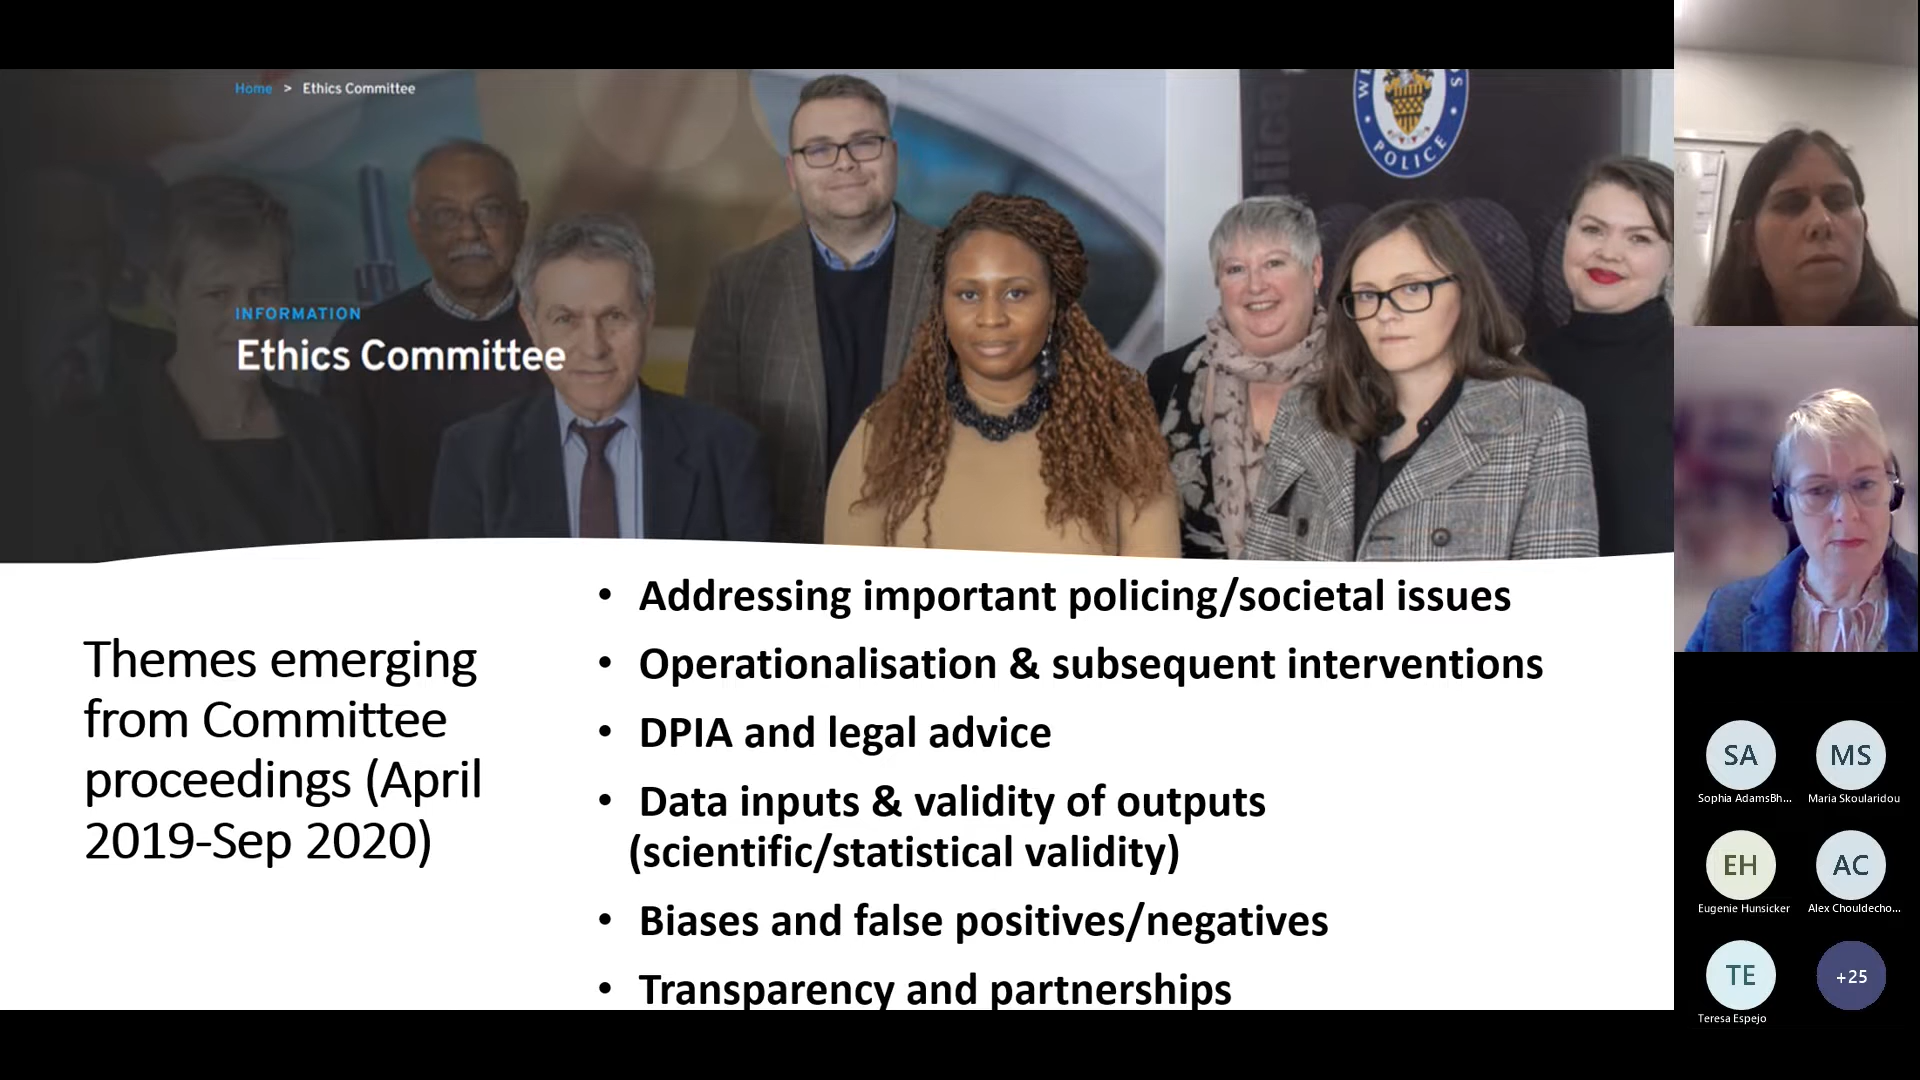 Home > Ethics Committee
INFORMATION
Ethics Committee
POLICE
Themes emerging
from Committee
proceedings (April
2019-Sep 2020)
• Addressing important policing/societal issues
• Operationalisation & subsequent interventions
• DPIA and legal advice
• Data inputs & validity of outputs
(scientific/statistical validity)
• Biases and false positives/negatives
• Transparency and partnerships
SA
MS
Sophia AdamsBh...
Maria Skoularidou
EH
AC
Eugenie Hunsicker
Alex Chouldecho...
TE
+25
Teresa Espejo